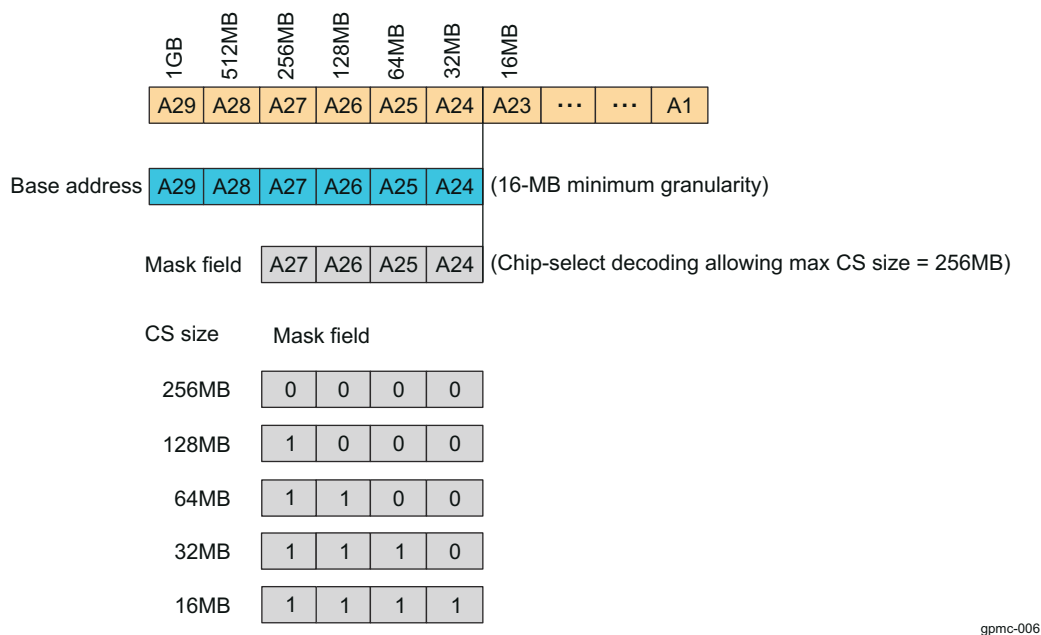 1GB 512MB 256MB 128MB 64MB 32MB 16MB
A29 A28 A27 A26 A25 A24 A23 ... ... A1
Base address A29 A28 A27 A26 A25 A24 (16-MB minimum granularity)
Mask field A27 A26 A25 A24 (Chip-select decoding allowing max CS size = 256MB)
CS size Mask field
256MB 0 0 0 0
128MB 1 0 0 0
64MB 1 1 0 0
32MB 1 1 1 0
16MB 1 1 1 1
gpmc-006